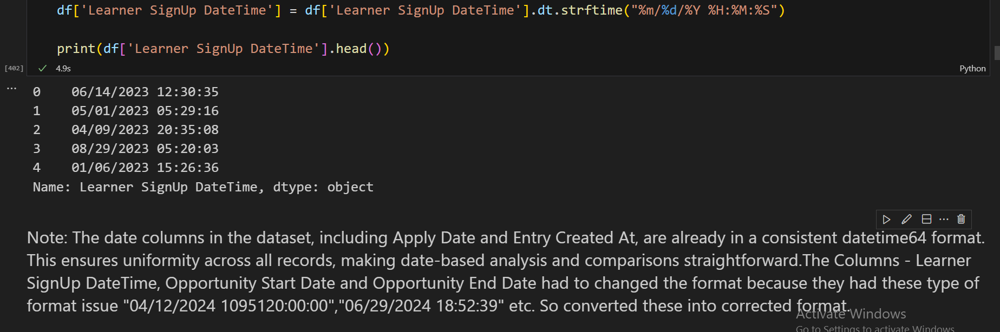 df['Learner SignUp DateTime'] = df['Learner SignUp DateTime'].dt.strftime("%m/%d/%Y %H:%M:%S")
print(df['Learner SignUp DateTime'].head())
[402] 4.9s Python
0 06/14/2023 12:30:35
1 05/01/2023 05:29:16
2 04/09/2023 20:35:08
3 08/29/2023 05:20:03
4 01/06/2023 15:26:36
Name: Learner SignUp DateTime, dtype: object
Note: The date columns in the dataset, including Apply Date and Entry Created At, are already in a consistent datetime64 format.
This ensures uniformity across all records, making date-based analysis and comparisons straightforward.The Columns - Learner
SignUp DateTime, Opportunity Start Date and Opportunity End Date had to changed the format because they had these type of
format issue "04/12/2024 1095120:00:00","06/29/2024 18:52:39" etc. So converted these into corrected format.
Activate Windows
Go to Settings to activate Windows.